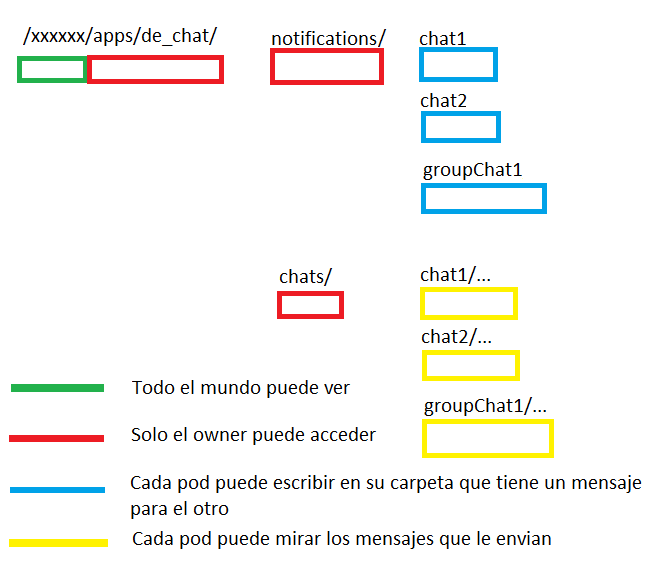 /xxxxxx/apps/de_chat/
notifications/
chat1
chat2
groupChat1
chats/
chat1/...
chat2/...
groupChat1/...
Todo el mundo puede ver
Solo el owner puede acceder
Cada pod puede escribir en su carpeta que tiene un mensaje
para el otro
Cada pod puede mirar los mensajes que le envian